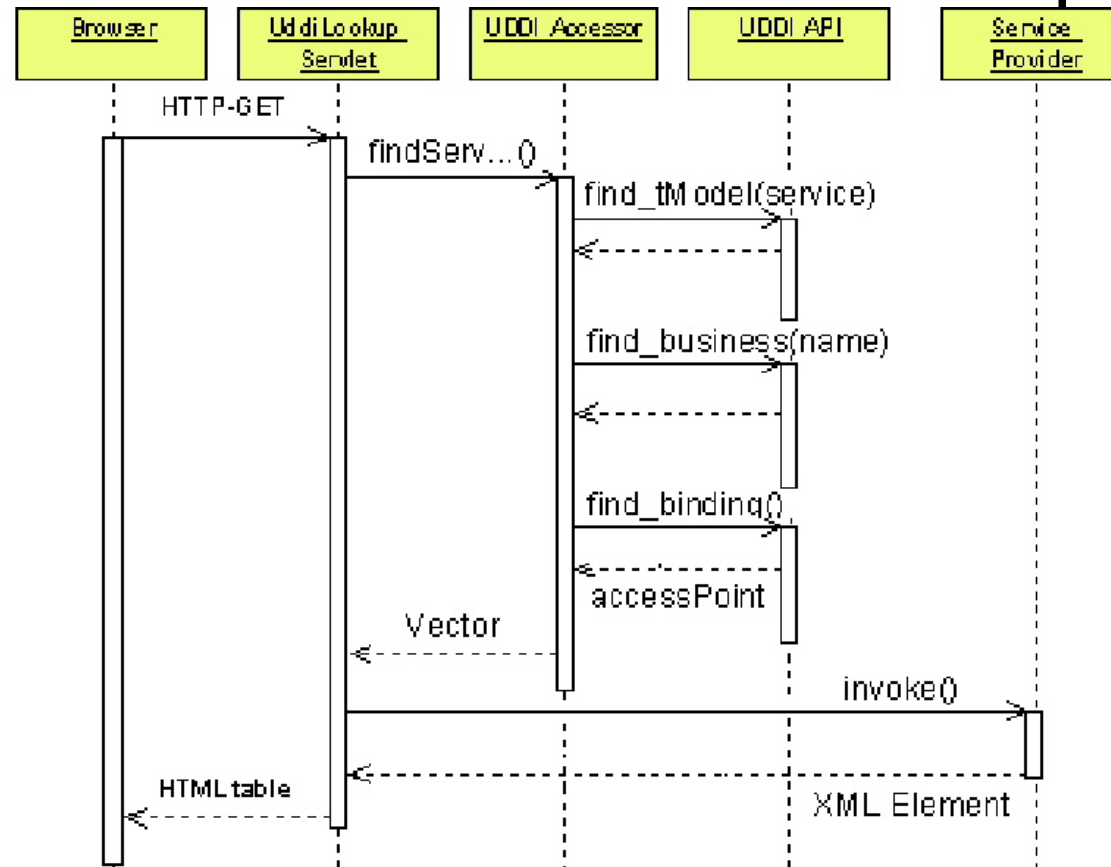 Browser
UddiLookup
Servlet
UDDI Accessor
UDDI API
Service
Provider
HTTP-GET
findServ...()
find_tModel(service)
find_business(name)
find_binding()
accessPoint
Vector
invoke()
XML Element
HTMLtable